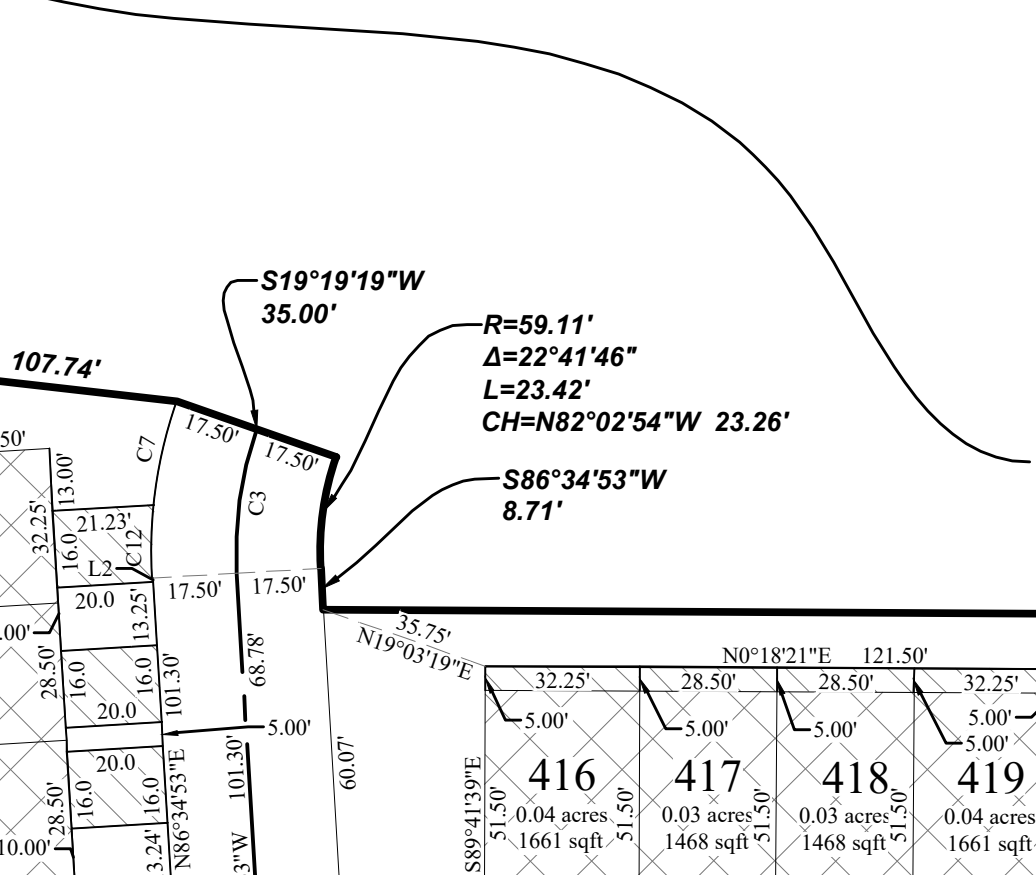 S19°19'19"W
35.00'
R=59.11'
Δ=22°41'46"
L=23.42'
CH=N82°02'54"W 23.26'
107.74'
17.50'
17.50'
C7
C3
S86°34'53"W
8.71'
50'
13.00'
32.25'
21.23'
16.0
C12
L2
20.0
13.25'
17.50'
17.50'
.00'
35.75'
N19°03'19"E
N0°18'21"E 121.50'
28.50'
16.0
16.0
101.30'
68.78'
20.0
5.00'
20.0
32.25'
28.50'
28.50'
32.25'
5.00'
5.00'
5.00'
5.00'
5.00'
416
0.04 acres
1661 sqft
417
0.03 acres
1468 sqft
418
0.03 acres
1468 sqft
419
0.04 acres
1661 sqft
S89°41'39"E
51.50'
51.50'
51.50'
51.50'
60.07'
101.30'
3"W
N86°34'53"E
28.50'
16.0
16.0
3.24'
10.00'